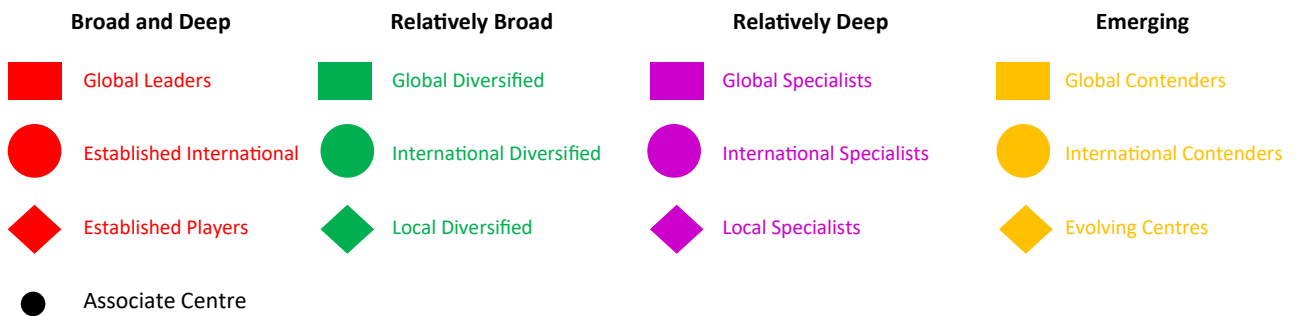 Broad and Deep
Relatively Broad
Relatively Deep
Emerging
Global Leaders
Global Diversified
Global Specialists
Global Contenders
Established International
International Diversified
International Specialists
International Contenders
Established Players
Local Diversified
Local Specialists
Evolving Centres
Associate Centre